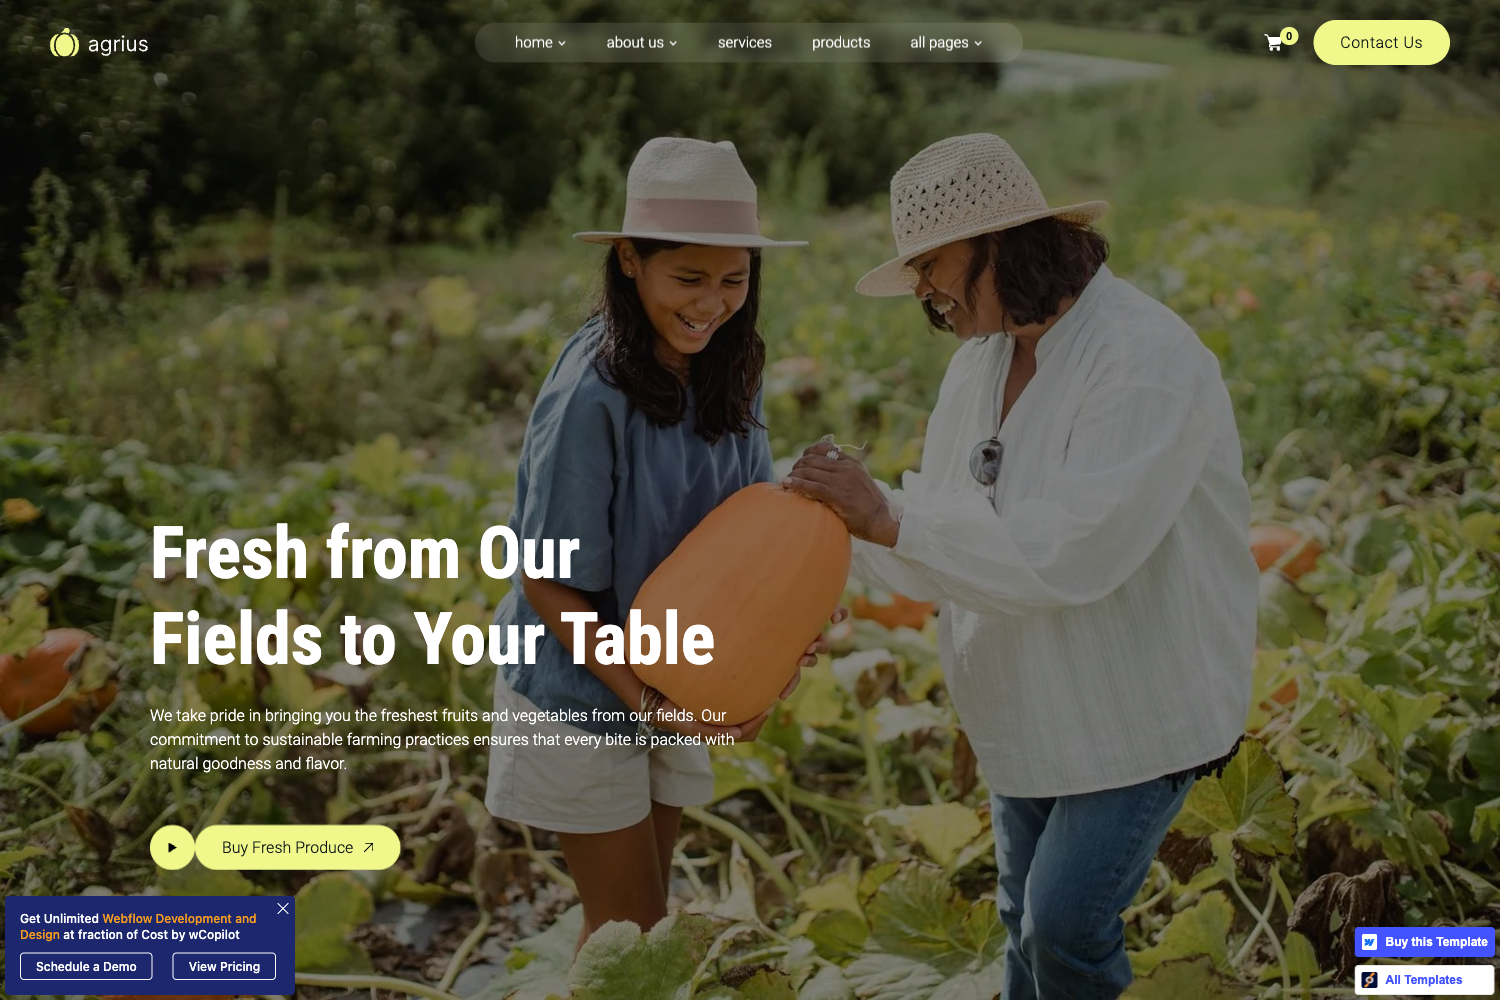 agrius
home
about us
services
products
all pages
0
Contact Us
Fresh from Our
Fields to Your Table
We take pride in bringing you the freshest fruits and vegetables from our fields. Our
commitment to sustainable farming practices ensures that every bite is packed with
natural goodness and flavor.
Buy Fresh Produce
Get Unlimited Webflow Development and
Design at fraction of Cost by wCopilot
Schedule a Demo
View Pricing
Buy this Template
All Templates